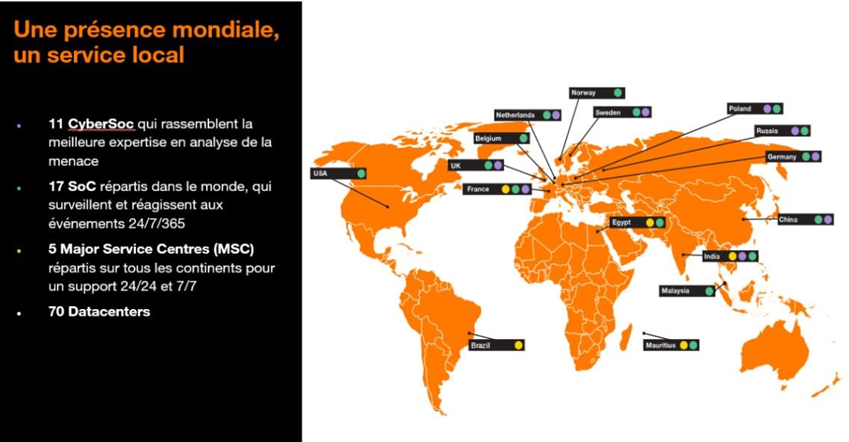 Une présence mondiale,
un service local
11 CyberSoc qui rassemblent la
meilleure expertise en analyse de la
menace
17 SoC répartis dans le monde, qui
surveillent et réagissent aux
événements 24/7/365
5 Major Service Centres (MSC)
répartis sur tous les continents pour
un support 24/24 et 7/7
70 Datacenters
Norway
Netherlands
Sweden
Poland
Belgium
Russia
UK
Germany
USA
France
Egypt
China
India
Malaysia
Brazil
Mauritius